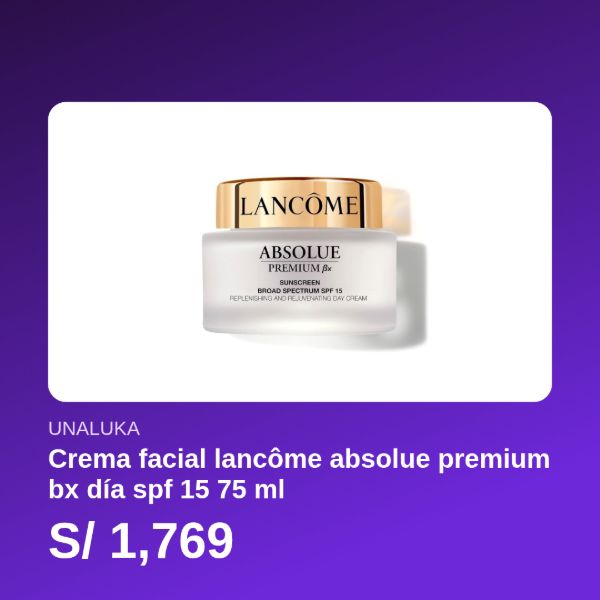 LANCÔME
ABSOLUE
PREMIUM βx
SUNSCREEN
BROAD SPECTRUM SPF 15
REPLENISHING AND REJUVENATING DAY CREAM
UNALUKA
Crema facial lancôme absolue premium
bx día spf 15 75 ml
S/ 1,769